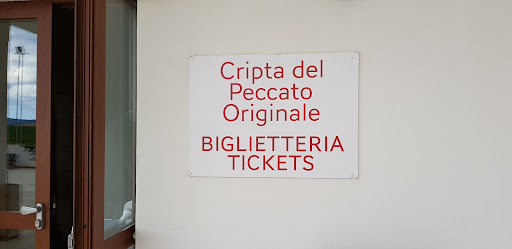 Cripta del
Peccato
Originale
BIGLIETTERIA
TICKETS